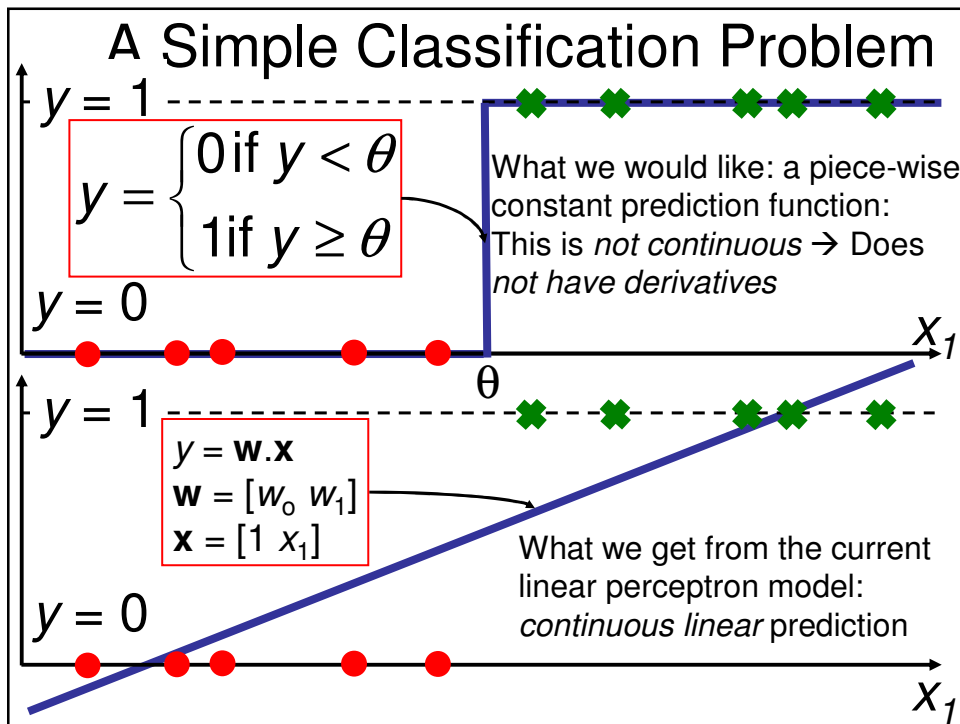 A Simple Classification Problem
y = 1
y = { 0 if y < θ
1 if y ≥ θ
What we would like: a piece-wise
constant prediction function:
This is not continuous → Does
not have derivatives
y = 0
x₁
θ
y = 1
y = w.x
w = [wₒ w₁]
x = [1 x₁]
What we get from the current
linear perceptron model:
continuous linear prediction
y = 0
x₁